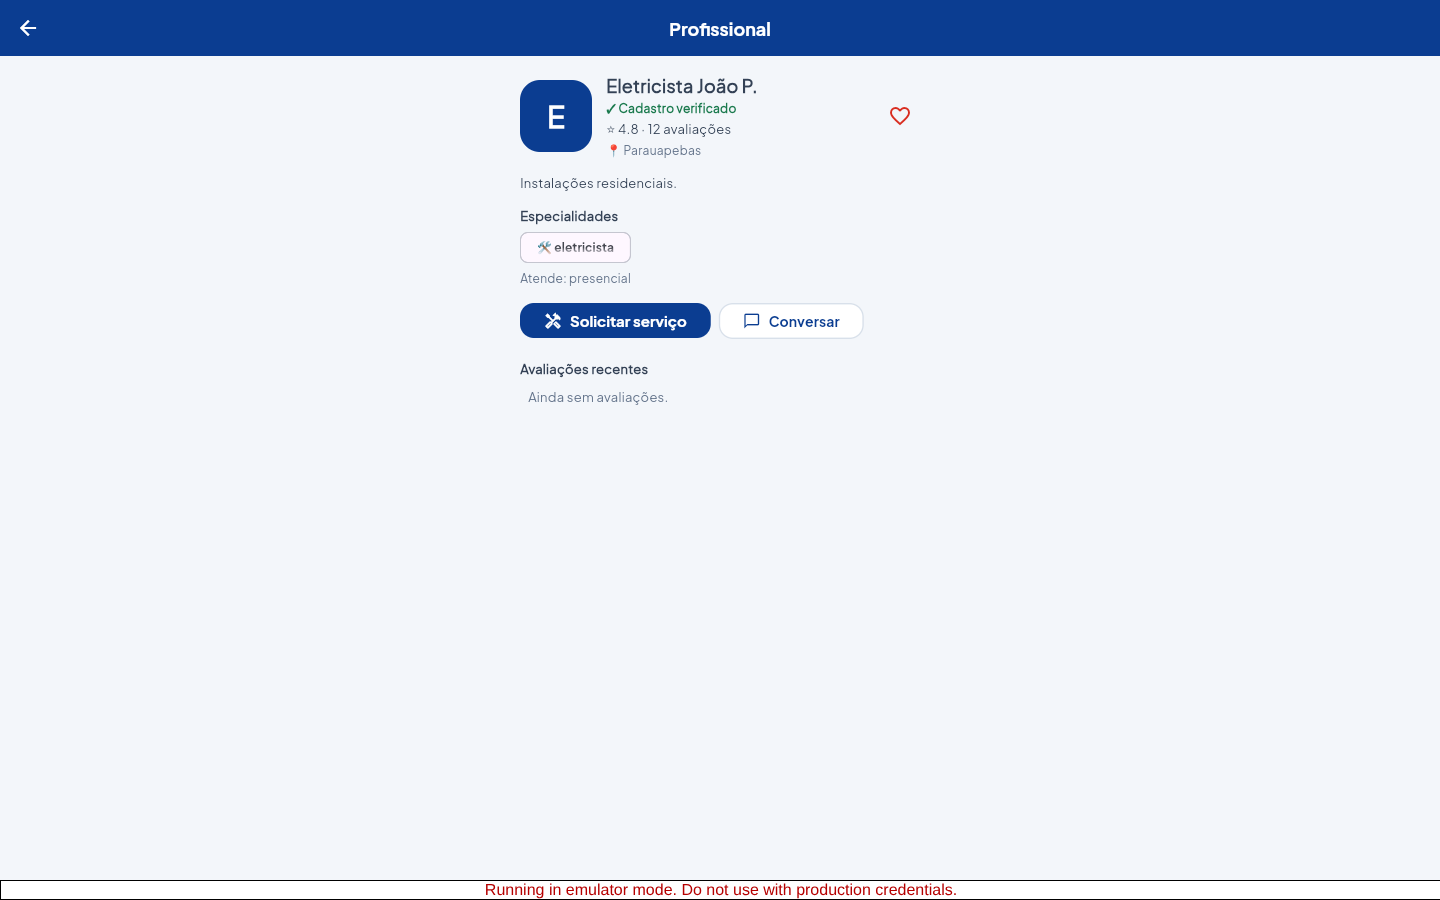 Profissional
E
Eletricista João P.
✓ Cadastro verificado
⭐ 4.8 · 12 avaliações
📍 Parauapebas
Instalações residenciais.
Especialidades
🛠️ eletricista
Atende: presencial
Solicitar serviço
Conversar
Avaliações recentes
Ainda sem avaliações.
Running in emulator mode. Do not use with production credentials.